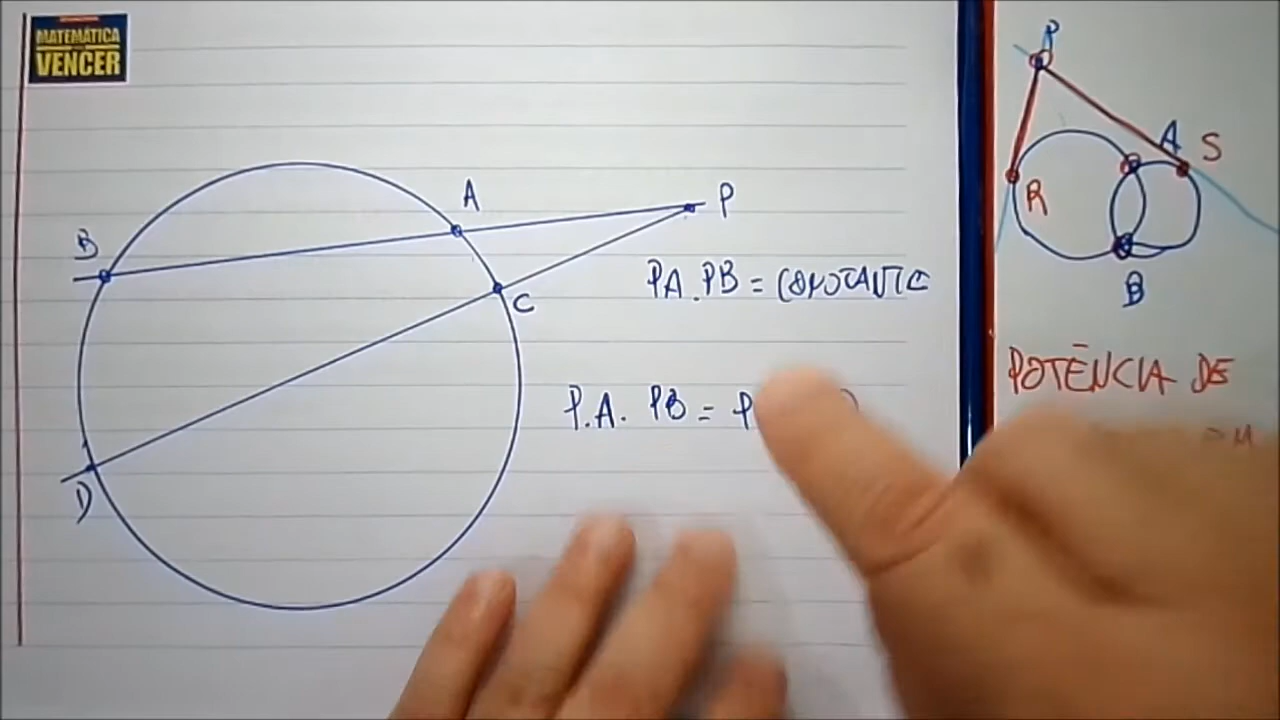 MATEMÁTICA
VENCER
B
A
P
C
D
PA.PB = CONSTANTE
P.A. PB = P
P
A
S
R
B
POTÊNCIA DE